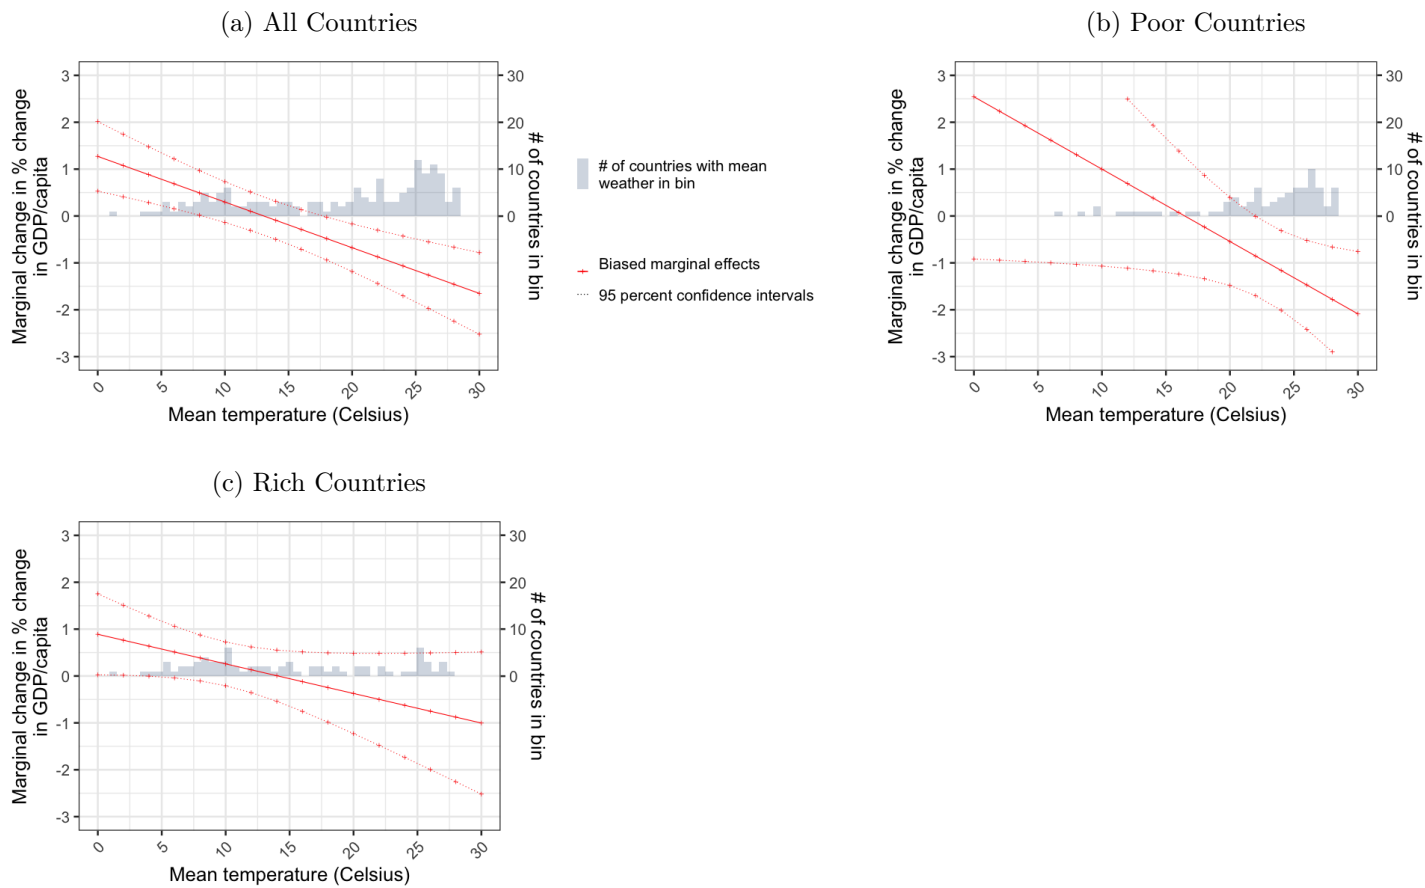 (a) All Countries
3
2
1
0
-1
-2
-3
30
20
10
0
0
5
10
15
20
25
30
Marginal change in % change
in GDP/capita
# of countries in bin
Mean temperature (Celsius)
# of countries with mean
weather in bin
Biased marginal effects
95 percent confidence intervals
(b) Poor Countries
3
2
1
0
-1
-2
-3
30
20
10
0
0
5
10
15
20
25
30
Marginal change in % change
in GDP/capita
# of countries in bin
Mean temperature (Celsius)
(c) Rich Countries
3
2
1
0
-1
-2
-3
30
20
10
0
0
5
10
15
20
25
30
Marginal change in % change
in GDP/capita
# of countries in bin
Mean temperature (Celsius)